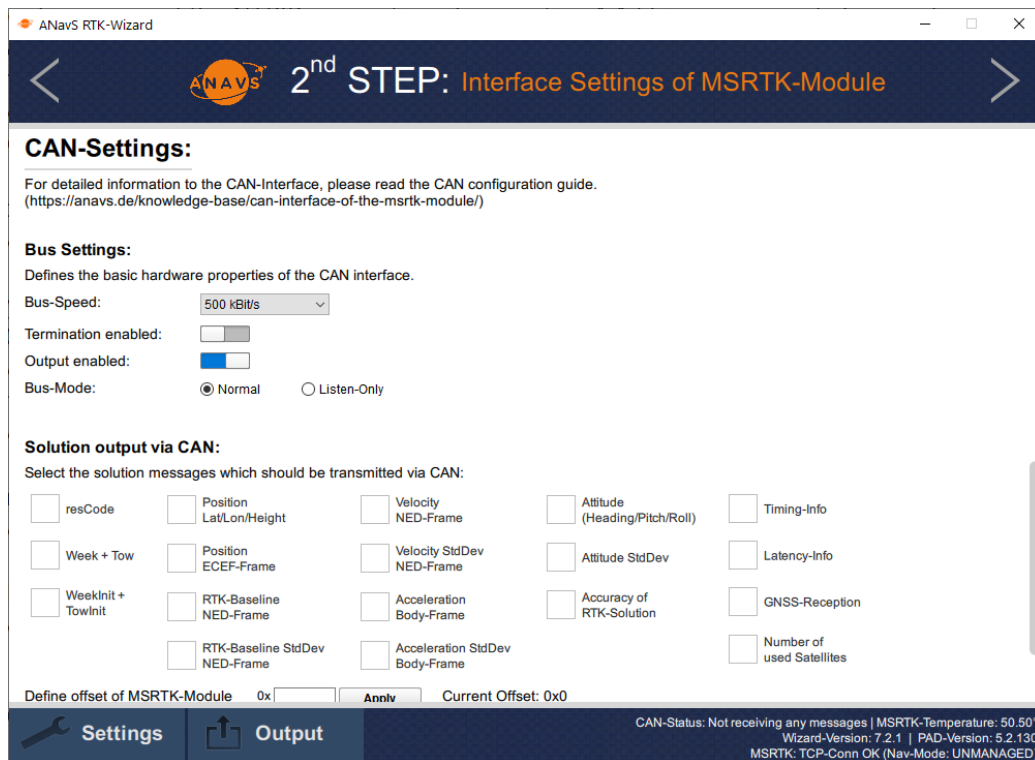 ANavS RTK-Wizard
ANAVS 2nd STEP: Interface Settings of MSRTK-Module
CAN-Settings:
For detailed information to the CAN-Interface, please read the CAN configuration guide.
(https://anavs.de/knowledge-base/can-interface-of-the-msrtk-module/)
Bus Settings:
Defines the basic hardware properties of the CAN interface.
Bus-Speed: 500 kBit/s
Termination enabled:
Output enabled:
Bus-Mode: Normal Listen-Only
Solution output via CAN:
Select the solution messages which should be transmitted via CAN:
resCode
Position
Lat/Lon/Height
Velocity
NED-Frame
Attitude
(Heading/Pitch/Roll)
Timing-Info
Week + Tow
Position
ECEF-Frame
Velocity StdDev
NED-Frame
Attitude StdDev
Latency-Info
WeekInit +
TowInit
RTK-Baseline
NED-Frame
Acceleration
Body-Frame
Accuracy of
RTK-Solution
GNSS-Reception
RTK-Baseline StdDev
NED-Frame
Acceleration StdDev
Body-Frame
Number of
used Satellites
Define offset of MSRTK-Module 0x Apply Current Offset: 0x0
Settings
Output
CAN-Status: Not receiving any messages | MSRTK-Temperature: 50.50°
Wizard-Version: 7.2.1 | PAD-Version: 5.2.130
MSRTK: TCP-Conn OK (Nav-Mode: UNMANAGED)